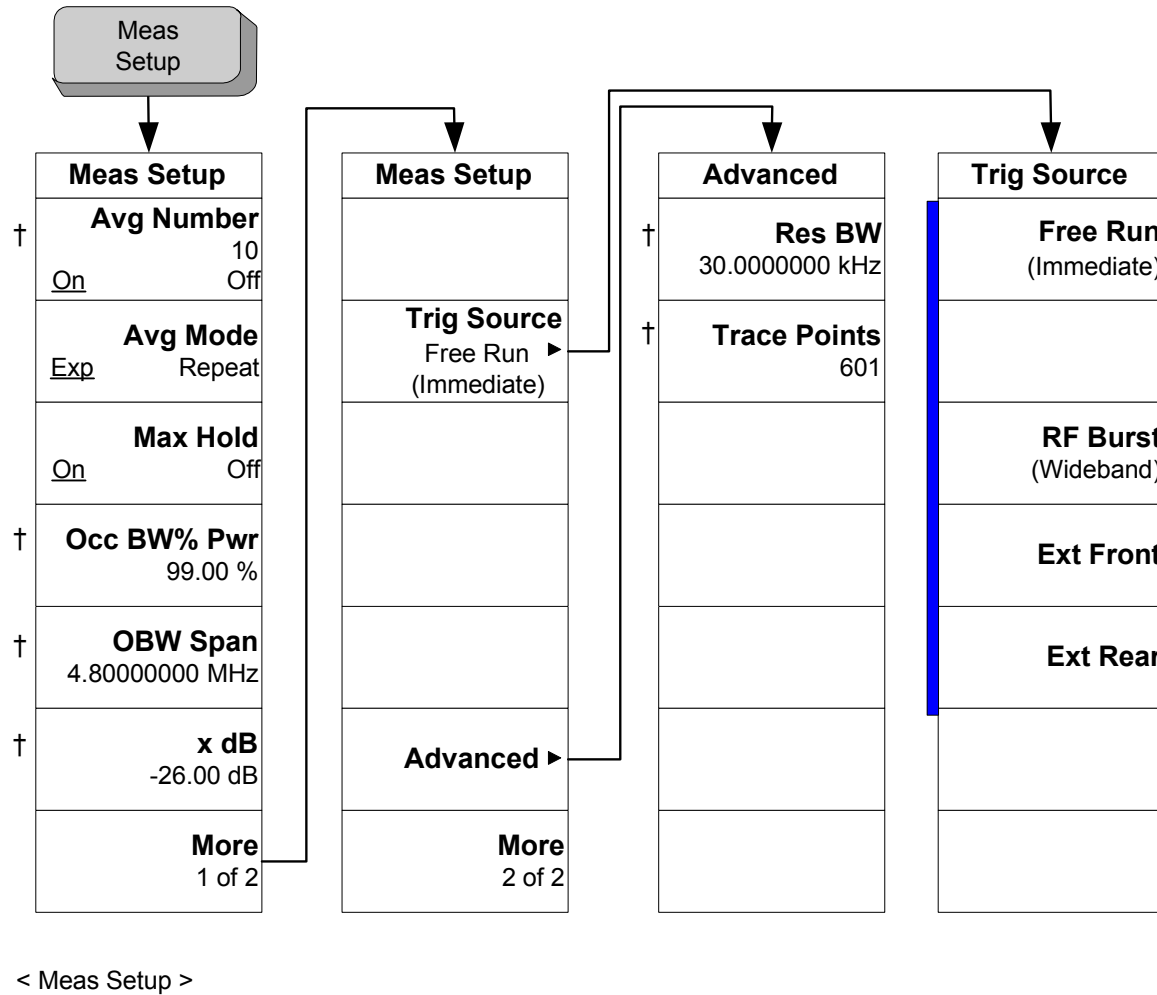 Meas
Setup
Meas Setup
† Avg Number
10
On Off
Avg Mode
Exp Repeat
Max Hold
On Off
† Occ BW% Pwr
99.00 %
† OBW Span
4.80000000 MHz
† x dB
-26.00 dB
More
1 of 2
Meas Setup
Trig Source
Free Run
(Immediate)
Advanced
More
2 of 2
Advanced
† Res BW
30.0000000 kHz
† Trace Points
601
Trig Source
Free Run
(Immediate)
RF Burst
(Wideband)
Ext Front
Ext Rear
< Meas Setup >